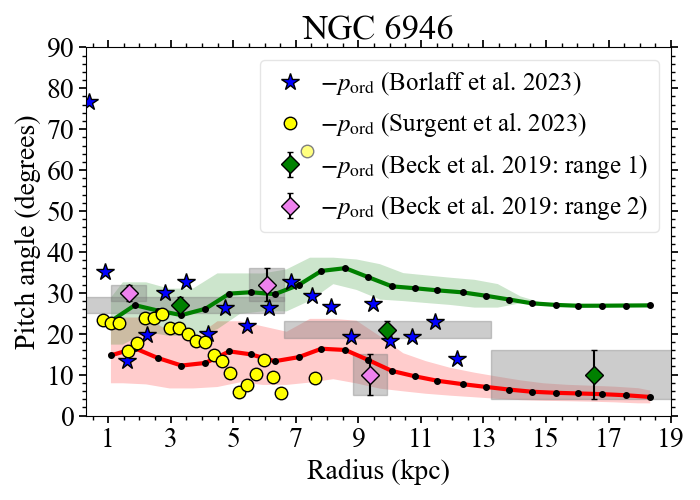 NGC 6946
90
80
70
60
50
40
30
20
10
0
Pitch angle (degrees)
−pord (Borlaff et al. 2023)
−pord (Surgent et al. 2023)
−pord (Beck et al. 2019: range 1)
−pord (Beck et al. 2019: range 2)
1 3 5 7 9 11 13 15 17 19
Radius (kpc)